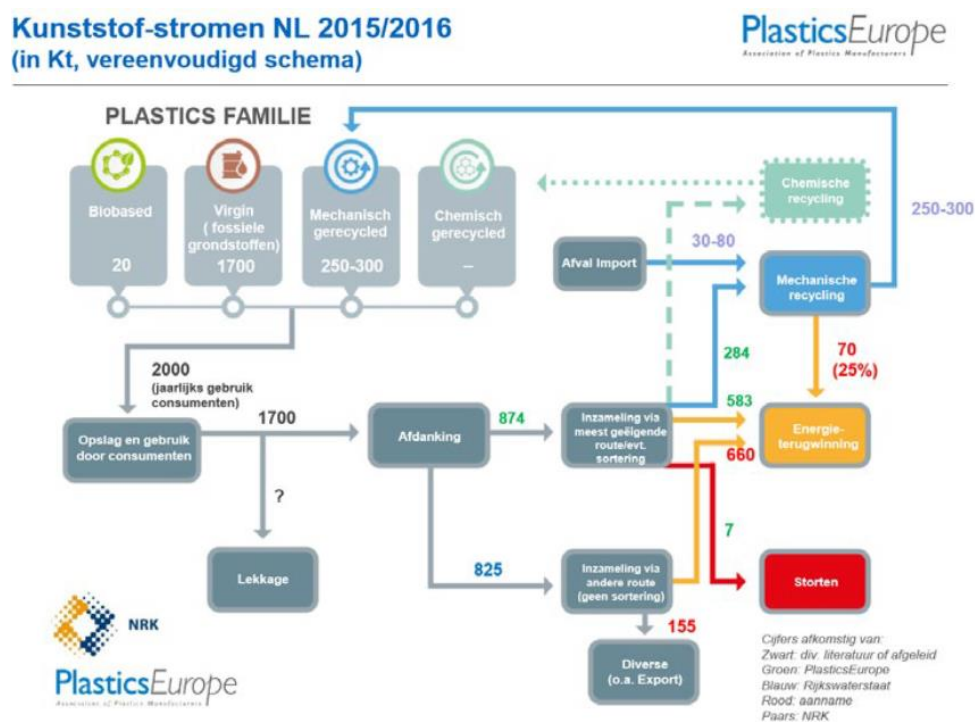 Kunststof-stromen NL 2015/2016
(in Kt, vereenvoudigd schema)
PlasticsEurope
Association of Plastics Manufacturers
PLASTICS FAMILIE
Biobased
20
Virgin
( fossiele
grondstoffen)
1700
Mechanisch
gerecycled
250-300
Chemisch
gerecycled
–
Chemische
recycling
250-300
Afval Import
30-80
Mechanische
recycling
284
70
(25%)
2000
(jaarlijks gebruik
consumenten)
Opslag en gebruik
door consumenten
1700
Afdanking
874
Inzameling via
meest geëigende
route/evt.
sortering
583
660
Energie-
terugwinning
?
7
Lekkage
825
Inzameling via
andere route
(geen sortering)
Storten
155
Diverse
(o.a. Export)
NRK
PlasticsEurope
Association of Plastics Manufacturers
Cijfers afkomstig van:
Zwart: div. literatuur of afgeleid
Groen: PlasticsEurope
Blauw: Rijkswaterstaat
Rood: aanname
Paars: NRK